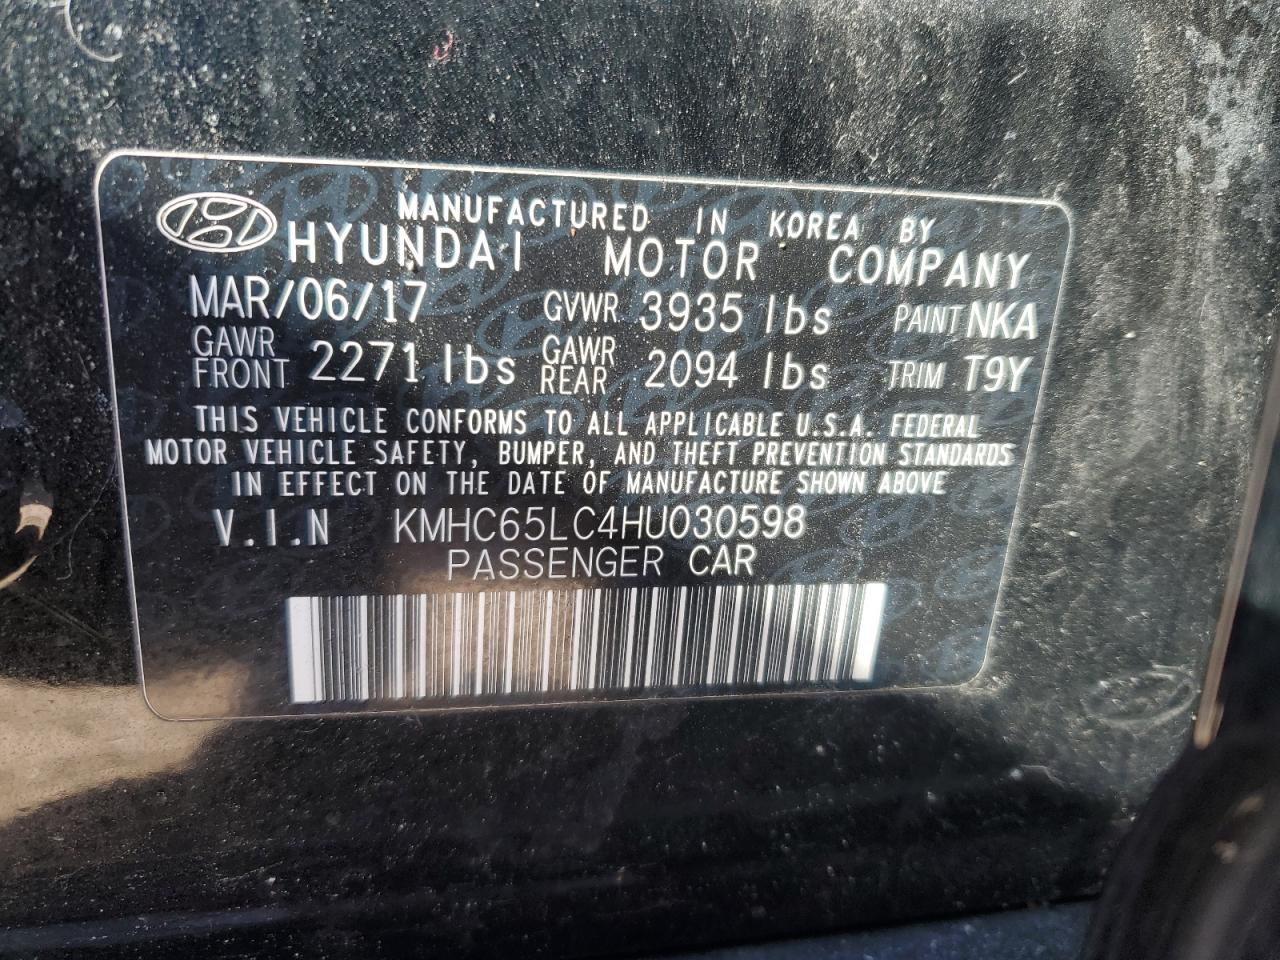 MANUFACTURED IN KOREA BY
HYUNDAI MOTOR COMPANY
MAR/06/17 GVWR 3935 lbs PAINT NKA
GAWR FRONT 2271 lbs GAWR REAR 2094 lbs TRIM T9Y
THIS VEHICLE CONFORMS TO ALL APPLICABLE U.S.A. FEDERAL
MOTOR VEHICLE SAFETY, BUMPER, AND THEFT PREVENTION STANDARDS
IN EFFECT ON THE DATE OF MANUFACTURE SHOWN ABOVE
V.I.N KMHC65LC4HU030598
PASSENGER CAR